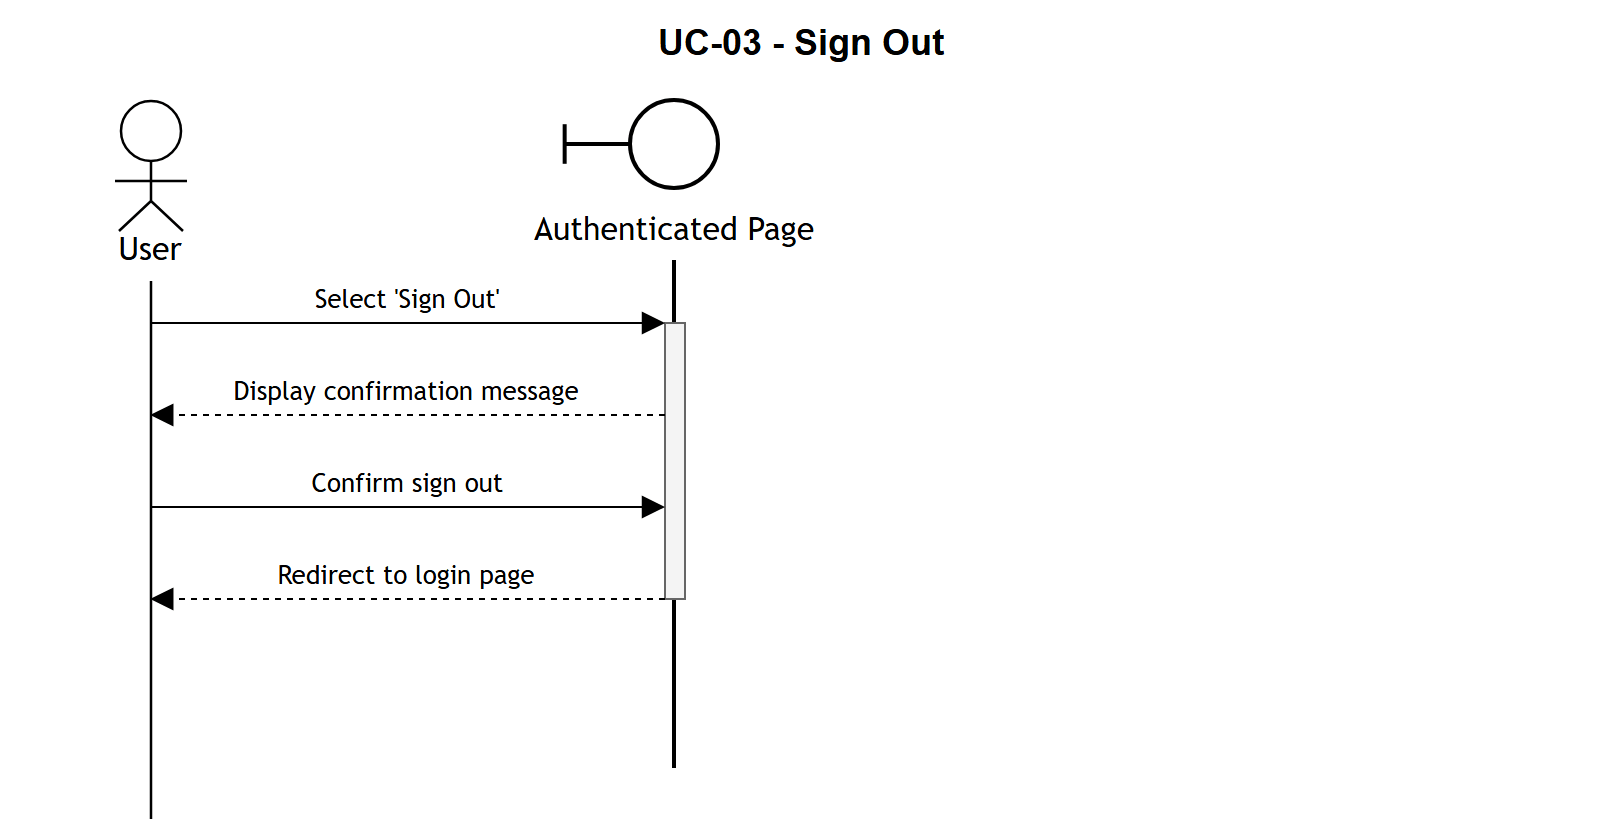 UC-03 - Sign Out
User
Authenticated Page
Select 'Sign Out'
Display confirmation message
Confirm sign out
Redirect to login page